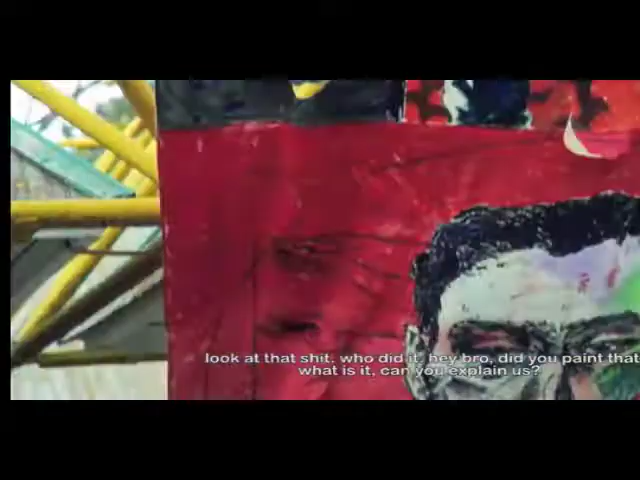 look at that shit. who did it, hey bro, did you paint that
what is it, can you explain us?